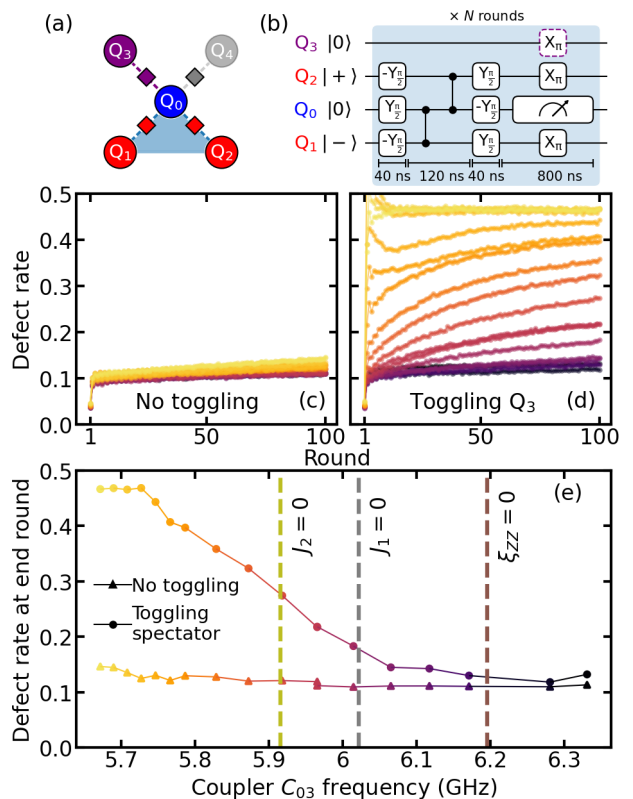 (a)
Q3
Q4
Q0
Q1
Q2
(b)
× N rounds
Q3 |0⟩
Xπ
Q2 |+⟩
-Yπ/2
Yπ/2
Xπ
Q0 |0⟩
Yπ/2
-Yπ/2
Q1 |−⟩
-Yπ/2
Yπ/2
Xπ
40 ns 120 ns 40 ns 800 ns
Defect rate
0.5
0.4
0.3
0.2
0.1
0.0
No toggling (c)
1 50 100
Toggling Q3 (d)
1 50 100
Round
Defect rate at end round
0.5
0.4
0.3
0.2
0.1
0.0
(e)
J2 = 0
J1 = 0
ξZZ = 0
No toggling
Toggling
spectator
5.7 5.8 5.9 6 6.1 6.2 6.3
Coupler C03 frequency (GHz)